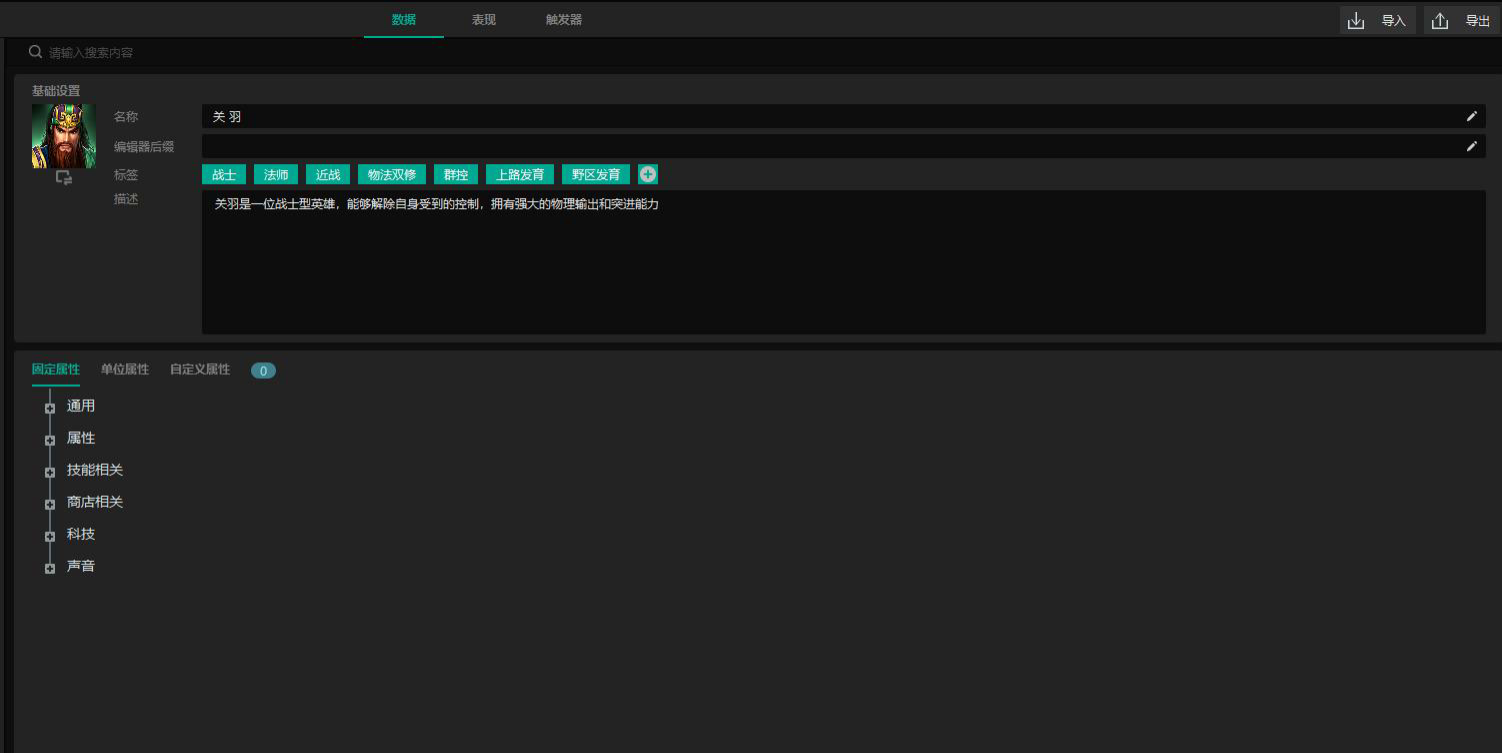 数据 表现 触发器 导入 导出
请输入搜索内容
基础设置
名称 关 羽
编辑器后缀
标签 战士 法师 近战 物法双修 群控 上路发育 野区发育
描述 关羽是一位战士型英雄，能够解除自身受到的控制，拥有强大的物理输出和突进能力
固定属性 单位属性 自定义属性 0
通用
属性
技能相关
商店相关
科技
声音